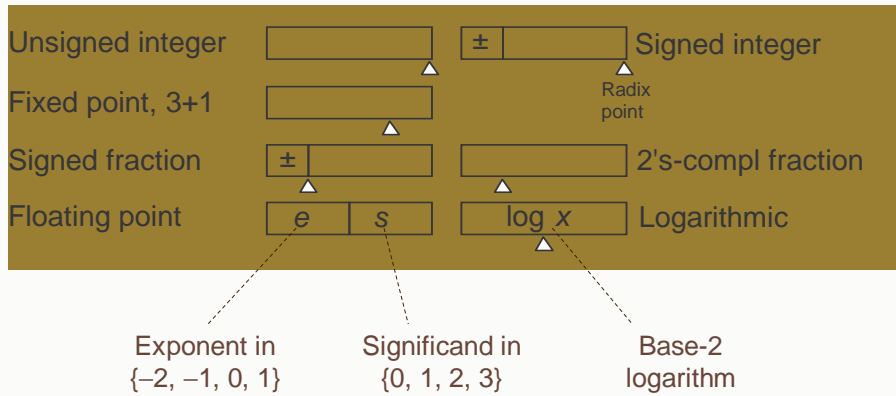 Unsigned integer
± Signed integer
Radix
point
Fixed point, 3+1
Signed fraction ±
2's-compl fraction
Floating point e s
log x Logarithmic
Exponent in
{−2, −1, 0, 1}
Significand in
{0, 1, 2, 3}
Base-2
logarithm